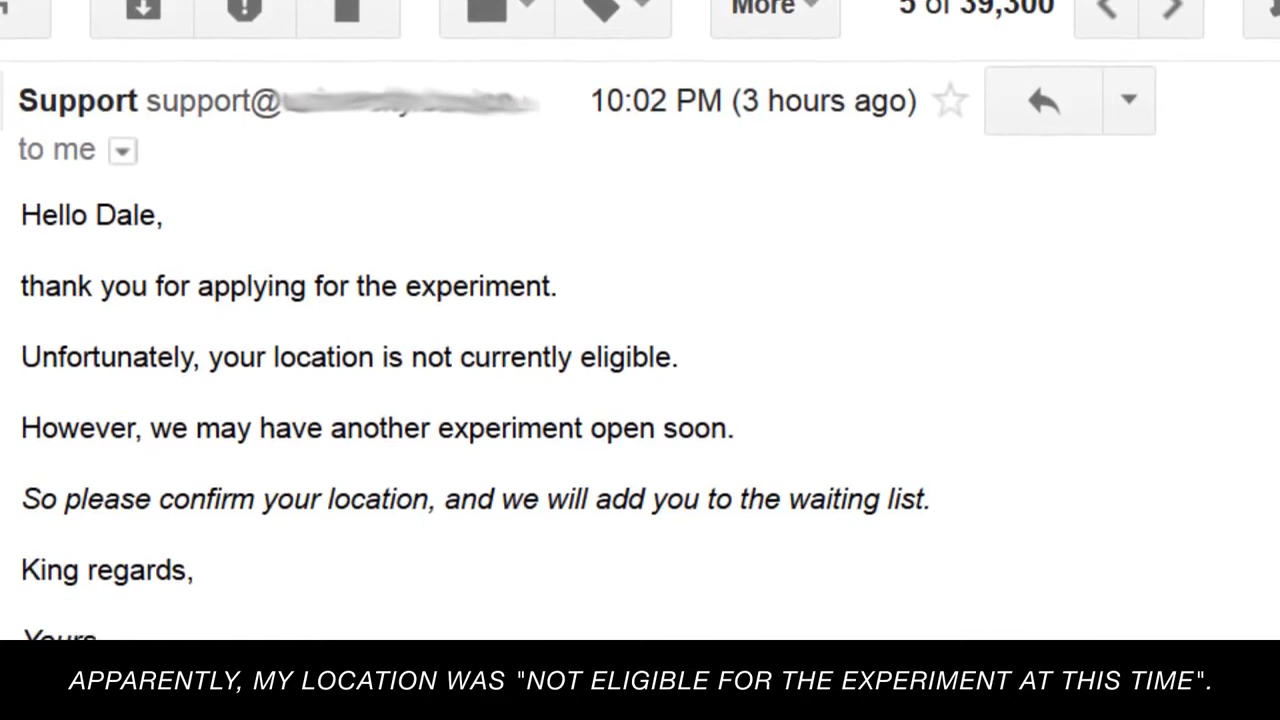 More
5 of 39,300
Support support@
10:02 PM (3 hours ago)
to me
Hello Dale,
thank you for applying for the experiment.
Unfortunately, your location is not currently eligible.
However, we may have another experiment open soon.
So please confirm your location, and we will add you to the waiting list.
King regards,
Yours
APPARENTLY, MY LOCATION WAS "NOT ELIGIBLE FOR THE EXPERIMENT AT THIS TIME".